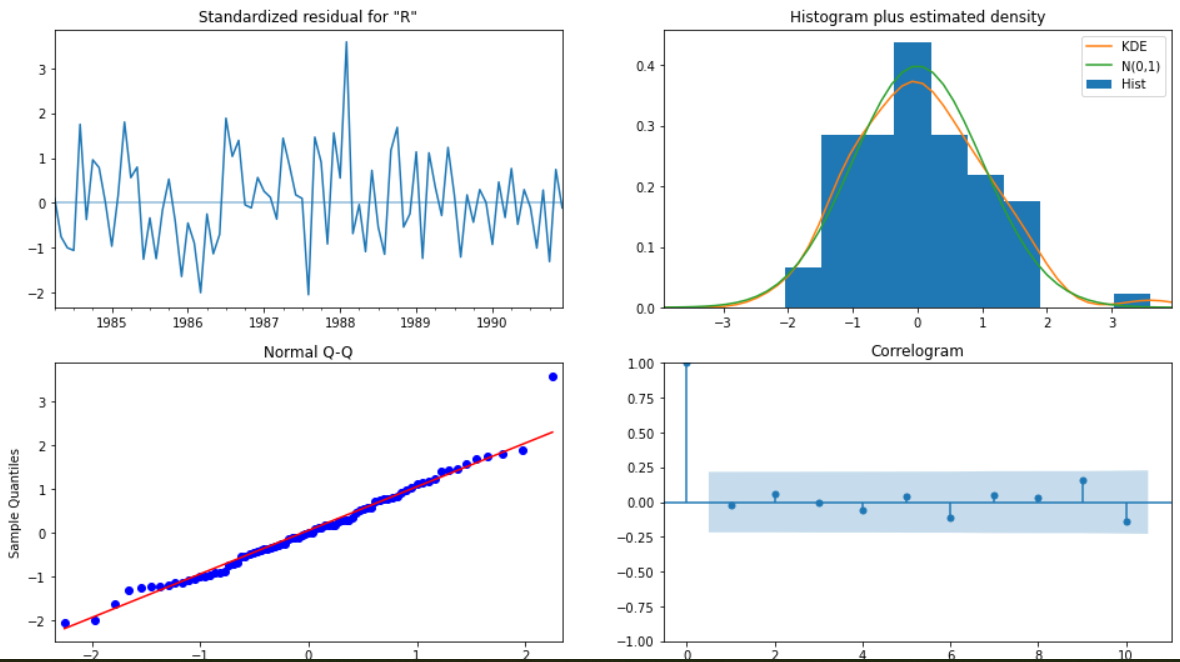 Standardized residual for "R"
3
2
1
0
−1
−2
1985 1986 1987 1988 1989 1990
Histogram plus estimated density
KDE
N(0,1)
Hist
0.4
0.3
0.2
0.1
0.0
−3 −2 −1 0 1 2 3
Normal Q-Q
Sample Quantiles
3
2
1
0
−1
−2
−2 −1 0 1 2
Correlogram
1.00
0.75
0.50
0.25
0.00
−0.25
−0.50
−0.75
−1.00
0 2 4 6 8 10